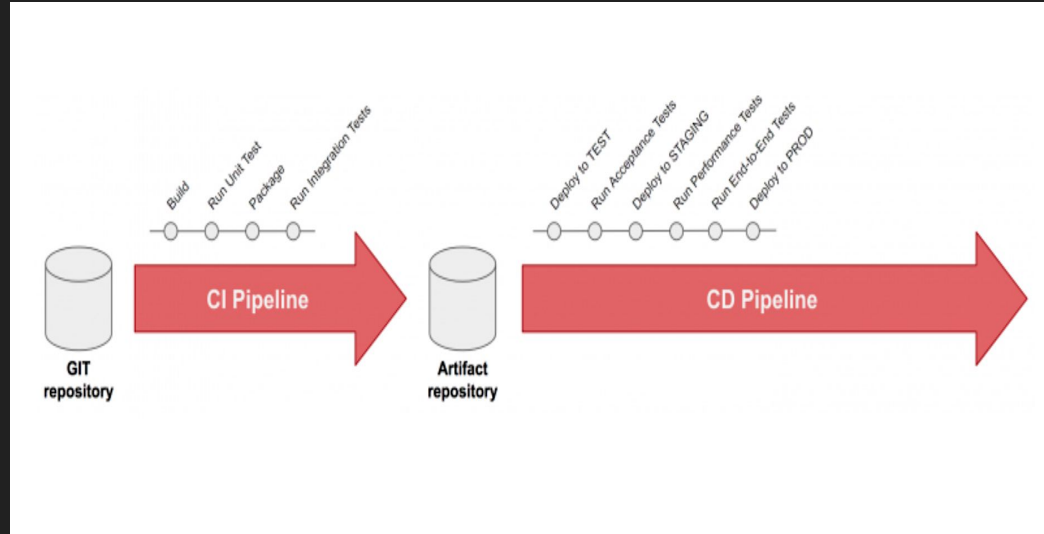 Build
Run Unit Test
Package
Run Integration Tests
Deploy to TEST
Run Acceptance Tests
Deploy to STAGING
Run Performance Tests
Run End-to-End Tests
Deploy to PROD
CI Pipeline
CD Pipeline
GIT
repository
Artifact
repository